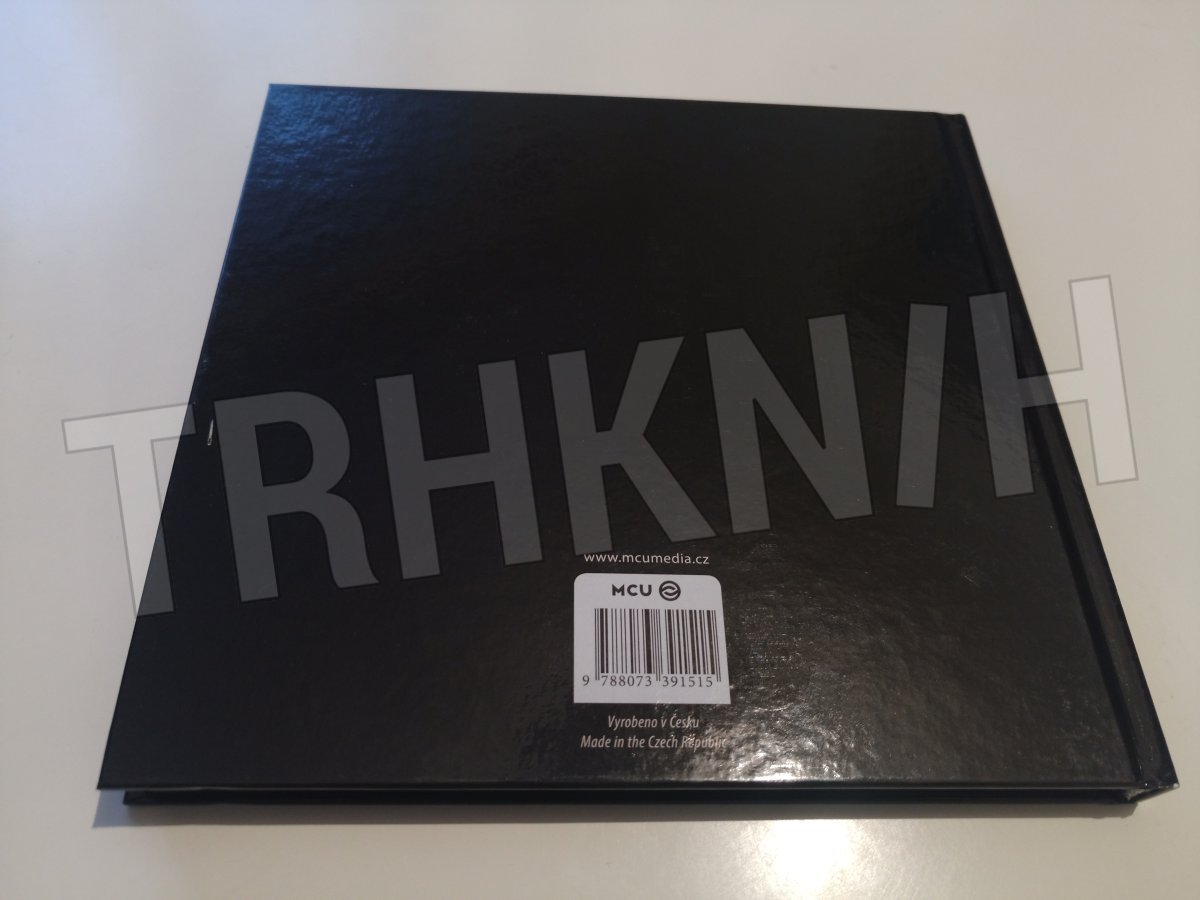 TRHKNIH
www.mcumedia.cz
MCU
9 788073 391515
Vyrobeno v Česku
Made in the Czech Republic